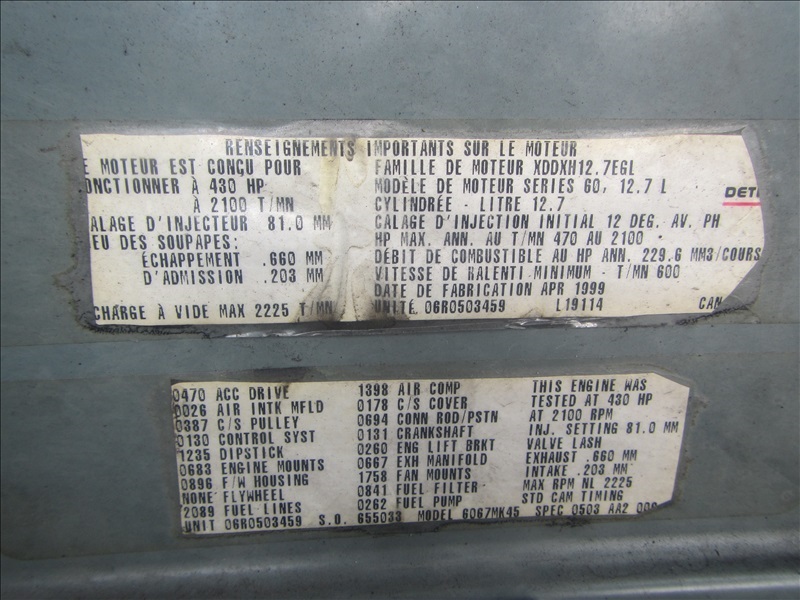 RENSEIGNEMENTS IMPORTANTS SUR LE MOTEUR
E MOTEUR EST CONÇU POUR
ONCTIONNER À 430 HP
À 2100 T/MN
ALAGE D'INJECTEUR 81.0 MM
EU DES SOUPAPES:
ÉCHAPPEMENT .660 MM
D'ADMISSION .203 MM
CHARGE À VIDE MAX 2225 T/MN
FAMILLE DE MOTEUR XDDXH12.7EGL
MODÈLE DE MOTEUR SERIES 60, 12.7 L
CYLINDRÉE - LITRE 12.7
CALAGE D'INJECTION INITIAL 12 DEG. AV. PH
HP MAX. ANN. AU T/MN 470 AU 2100
DÉBIT DE COMBUSTIBLE AU HP ANN. 229.6 MM3/COURS
VITESSE DE RALENTI MINIMUM - T/MN 600
DATE DE FABRICATION APR 1999
UNITÉ 06R0503459 L19114 CAN
DET
0470 ACC DRIVE
0026 AIR INTK MFLD
0387 C/S PULLEY
0130 CONTROL SYST
1235 DIPSTICK
0683 ENGINE MOUNTS
0896 F/W HOUSING
NONE FLYWHEEL
2089 FUEL LINES
1398 AIR COMP
0178 C/S COVER
0694 CONN ROD/PSTN
0131 CRANKSHAFT
0260 ENG LIFT BRKT
0667 EXH MANIFOLD
1758 FAN MOUNTS
0841 FUEL FILTER
0262 FUEL PUMP
THIS ENGINE WAS
TESTED AT 430 HP
AT 2100 RPM
INJ. SETTING 81.0 MM
VALVE LASH
EXHAUST .660 MM
INTAKE .203 MM
MAX RPM NL 2225
STD CAM TIMING
UNIT 06R0503459 S.O. 655033 MODEL 6067MK45 SPEC 0503 AA2